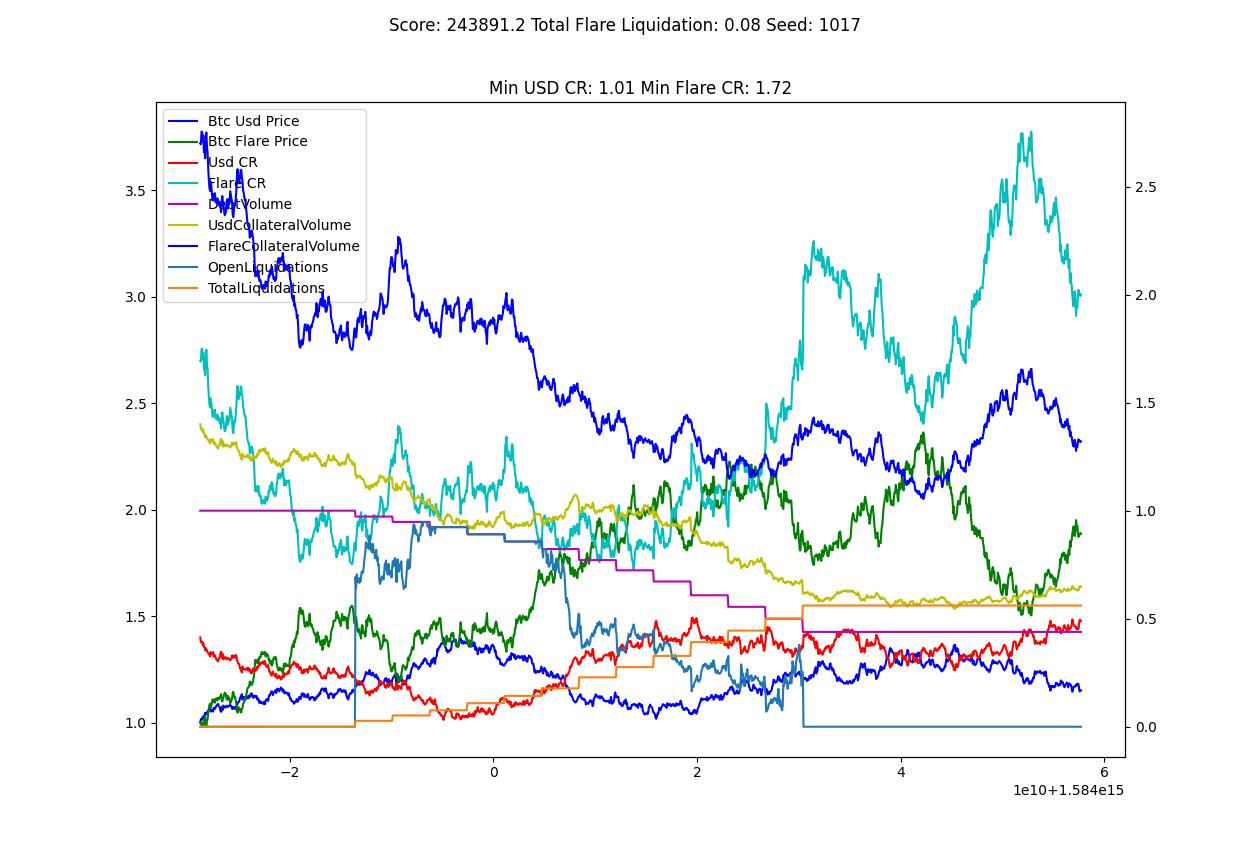 Score: 243891.2 Total Flare Liquidation: 0.08 Seed: 1017
Min USD CR: 1.01 Min Flare CR: 1.72
Btc Usd Price
Btc Flare Price
Usd CR
Flare CR
DebtVolume
UsdCollateralVolume
FlareCollateralVolume
OpenLiquidations
TotalLiquidations
3.5
3.0
2.5
2.0
1.5
1.0
2.5
2.0
1.5
1.0
0.5
0.0
−2
0
2
4
6
1e10+1.584e15